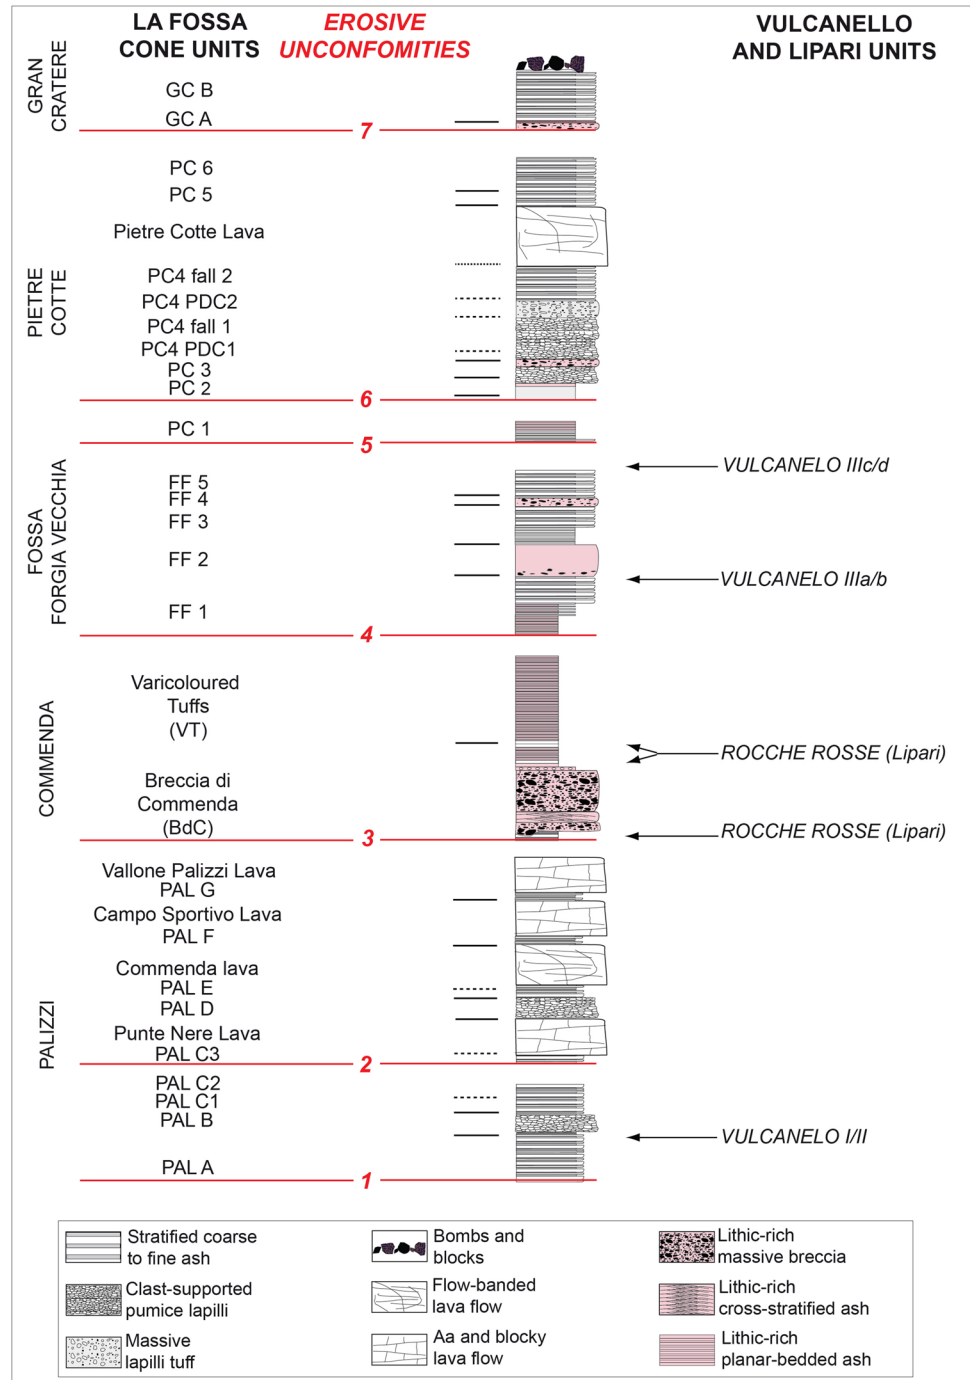 LA FOSSA
CONE UNITS
EROSIVE
UNCONFOMITIES
VULCANELLO
AND LIPARI UNITS
GRAN
CRATERE
GC B
GC A
7
PIETRE
COTTE
PC 6
PC 5
Pietre Cotte Lava
PC4 fall 2
PC4 PDC2
PC4 fall 1
PC4 PDC1
PC 3
PC 2
6
PC 1
5
VULCANELO IIIc/d
FOSSA
FORGIA VECCHIA
FF 5
FF 4
FF 3
FF 2
VULCANELO IIIa/b
FF 1
4
COMMENDA
Varicoloured
Tuffs
(VT)
ROCCHE ROSSE (Lipari)
Breccia di
Commenda
(BdC)
3
ROCCHE ROSSE (Lipari)
PALIZZI
Vallone Palizzi Lava
PAL G
Campo Sportivo Lava
PAL F
Commenda lava
PAL E
PAL D
Punte Nere Lava
PAL C3
2
PAL C2
PAL C1
PAL B
VULCANELO I/II
PAL A
1
Stratified coarse
to fine ash
Clast-supported
pumice lapilli
Massive
lapilli tuff
Bombs and
blocks
Flow-banded
lava flow
Aa and blocky
lava flow
Lithic-rich
massive breccia
Lithic-rich
cross-stratified ash
Lithic-rich
planar-bedded ash